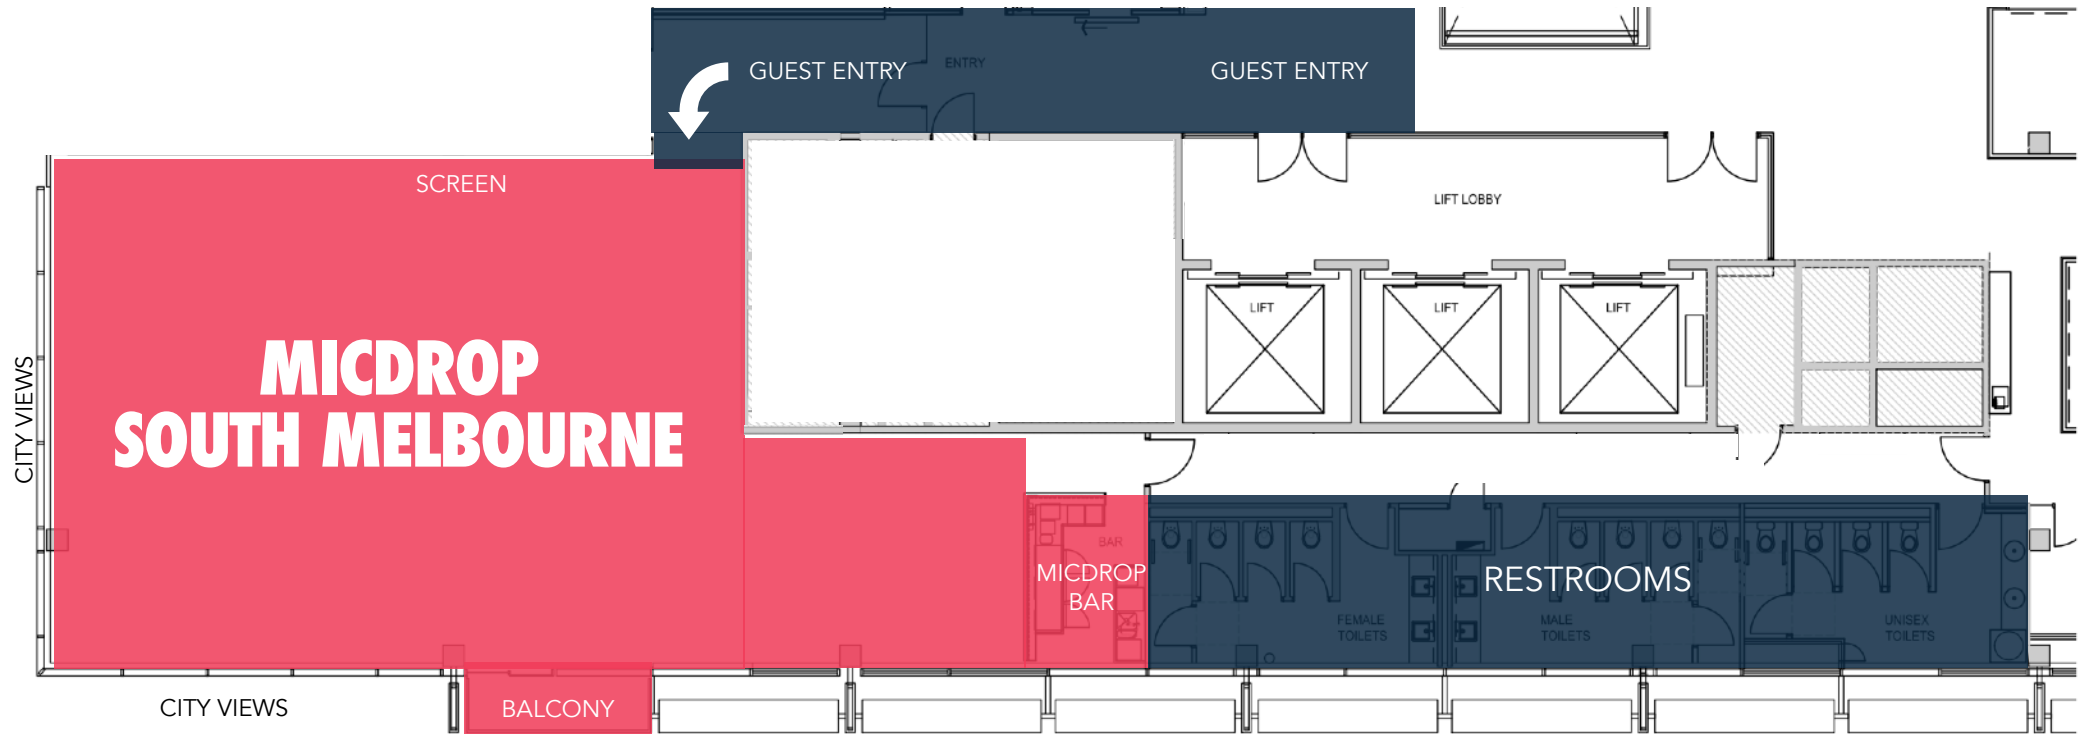 GUEST ENTRY
ENTRY
GUEST ENTRY
SCREEN
LIFT LOBBY
LIFT
LIFT
LIFT
MICDROP
SOUTH MELBOURNE
CITY VIEWS
BAR
MICDROP
BAR
RESTROOMS
FEMALE
TOILETS
MALE
TOILETS
UNISEX
TOILETS
CITY VIEWS
BALCONY